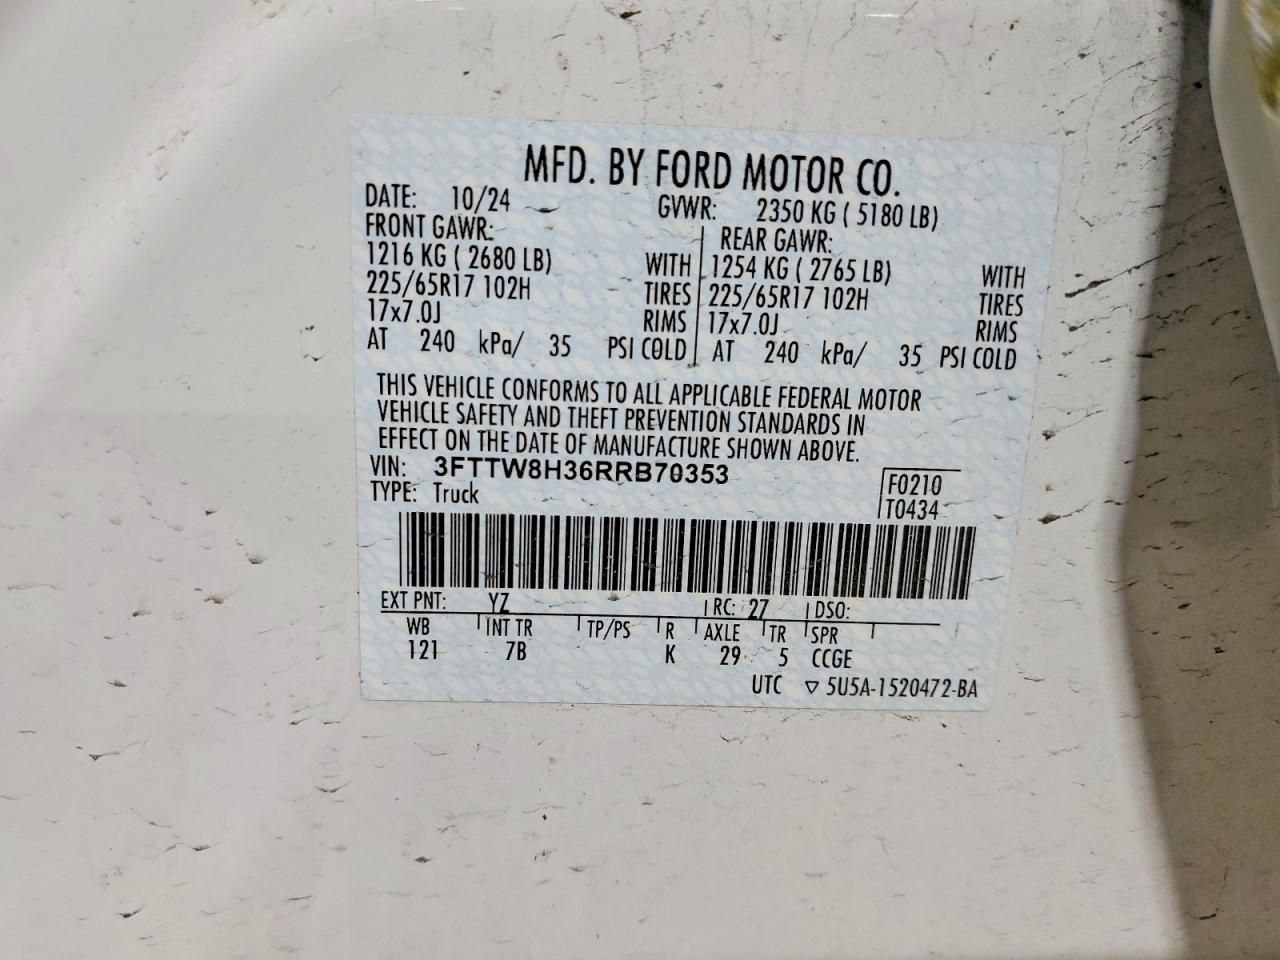 MFD. BY FORD MOTOR CO.
DATE: 10/24 GVWR: 2350 KG ( 5180 LB)
FRONT GAWR: REAR GAWR:
1216 KG ( 2680 LB) WITH 1254 KG ( 2765 LB) WITH
225/65R17 102H TIRES 225/65R17 102H TIRES
17x7.0J RIMS 17x7.0J RIMS
AT 240 kPa/ 35 PSI COLD AT 240 kPa/ 35 PSI COLD
THIS VEHICLE CONFORMS TO ALL APPLICABLE FEDERAL MOTOR
VEHICLE SAFETY AND THEFT PREVENTION STANDARDS IN
EFFECT ON THE DATE OF MANUFACTURE SHOWN ABOVE.
VIN: 3FTTW8H36RRB70353
TYPE: Truck
F0210
T0434
EXT PNT: YZ RC: 27 DSO:
WB INT TR TP/PS R AXLE TR SPR
121 7B K 29 5 CCGE
UTC ▽ 5U5A-1520472-BA